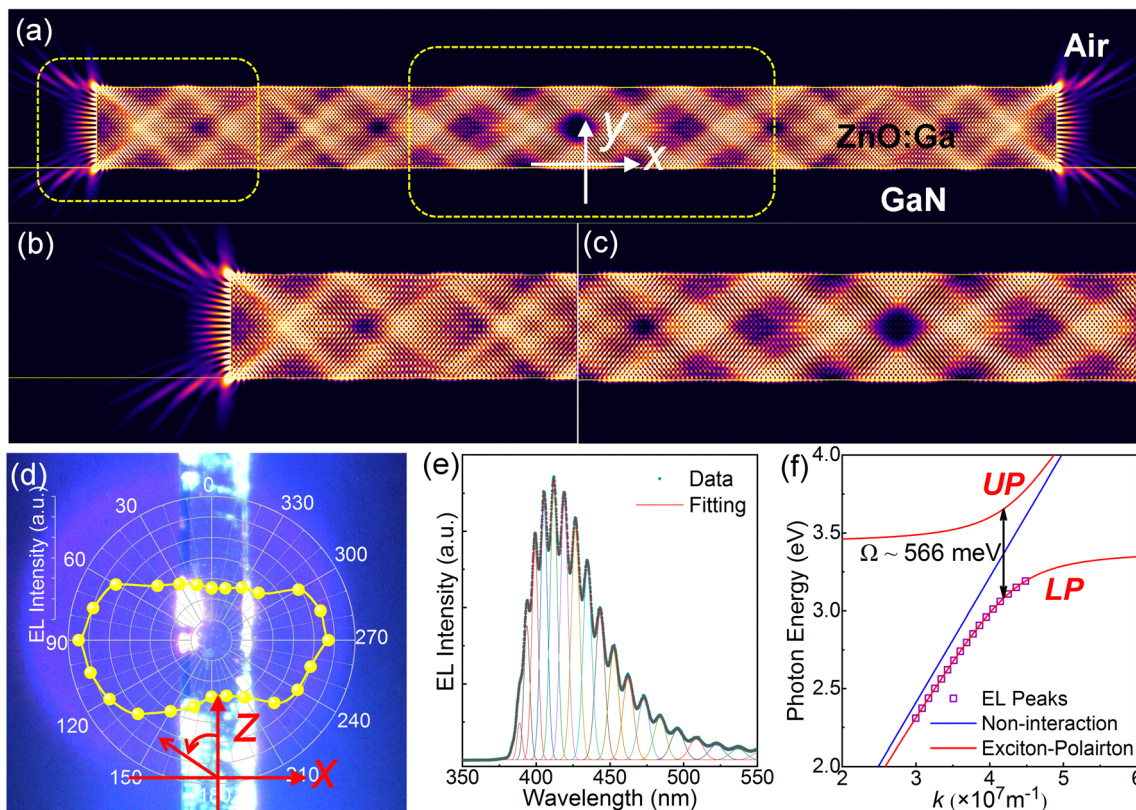 (a)
Air
ZnO:Ga
y
x
GaN
(b)
(c)
(d)
EL Intensity (a.u.)
0
30
330
60
300
90
270
120
240
150
210
180
Z
X
(e)
Data
Fitting
EL Intensity (a.u.)
350 400 450 500 550
Wavelength (nm)
(f)
4.0
3.5
3.0
2.5
2.0
Photon Energy (eV)
UP
Ω ~ 566 meV
LP
EL Peaks
Non-interaction
Exciton-Polairton
2 3 4 5 6
k (×10⁷m⁻¹)